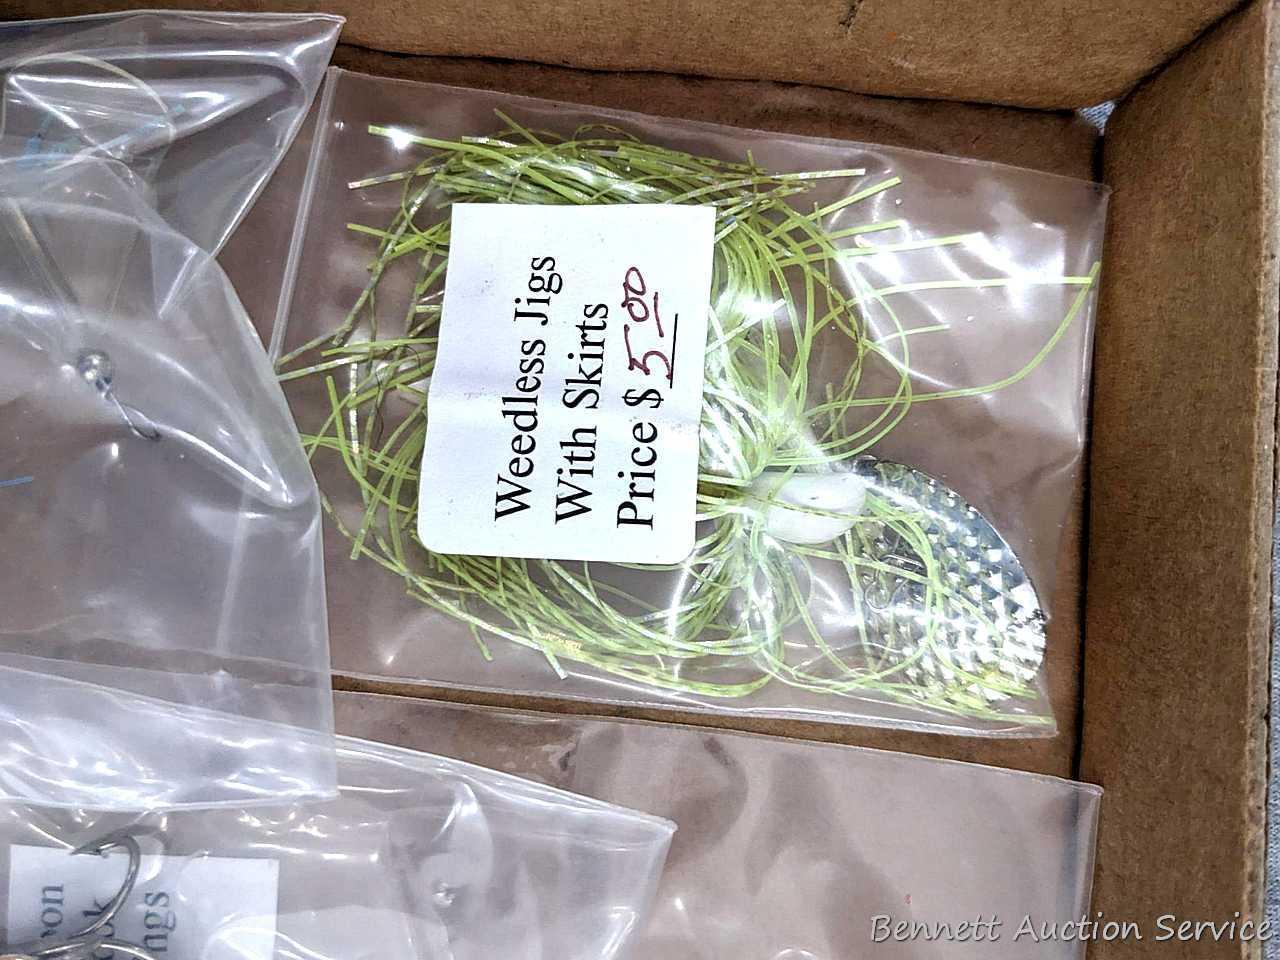 Weedless Jigs
With Skirts
Price $ 5.00
Bennett Auction Service